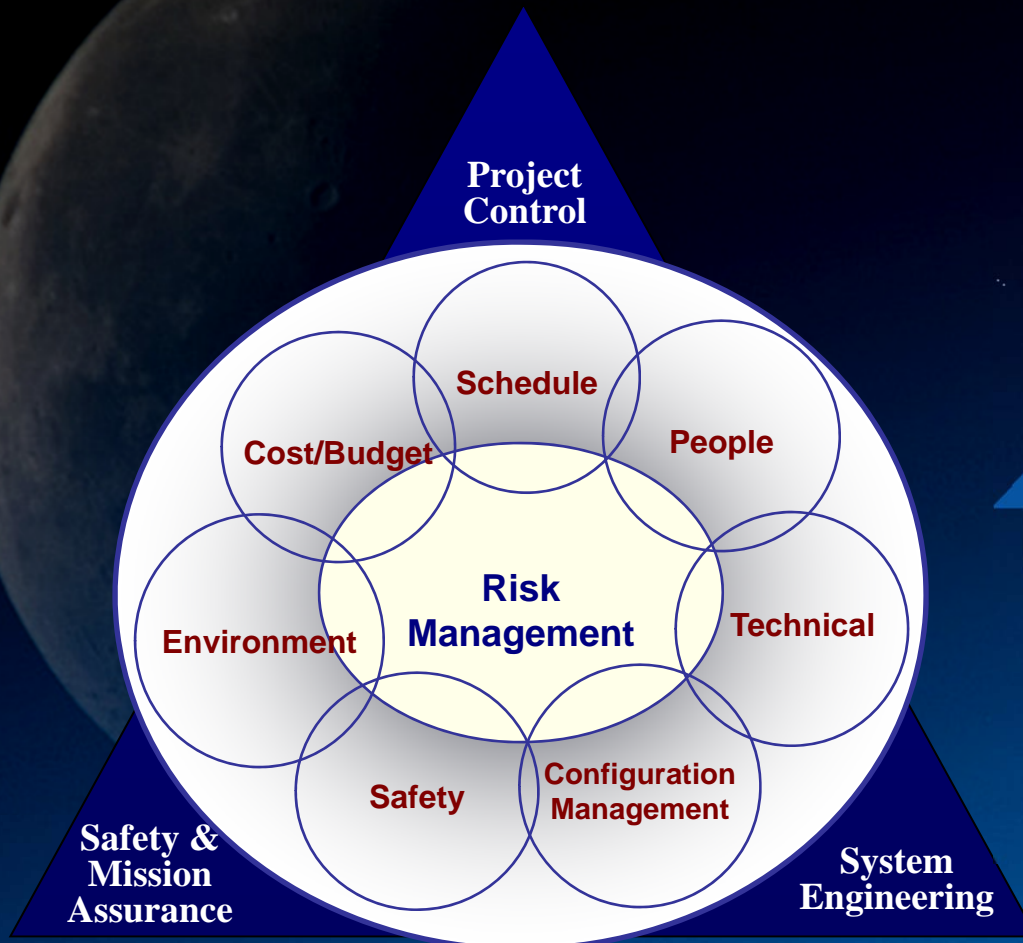 Project
Control
Schedule
People
Cost/Budget
Risk
Management
Technical
Environment
Configuration
Management
Safety
Safety &
Mission
Assurance
System
Engineering